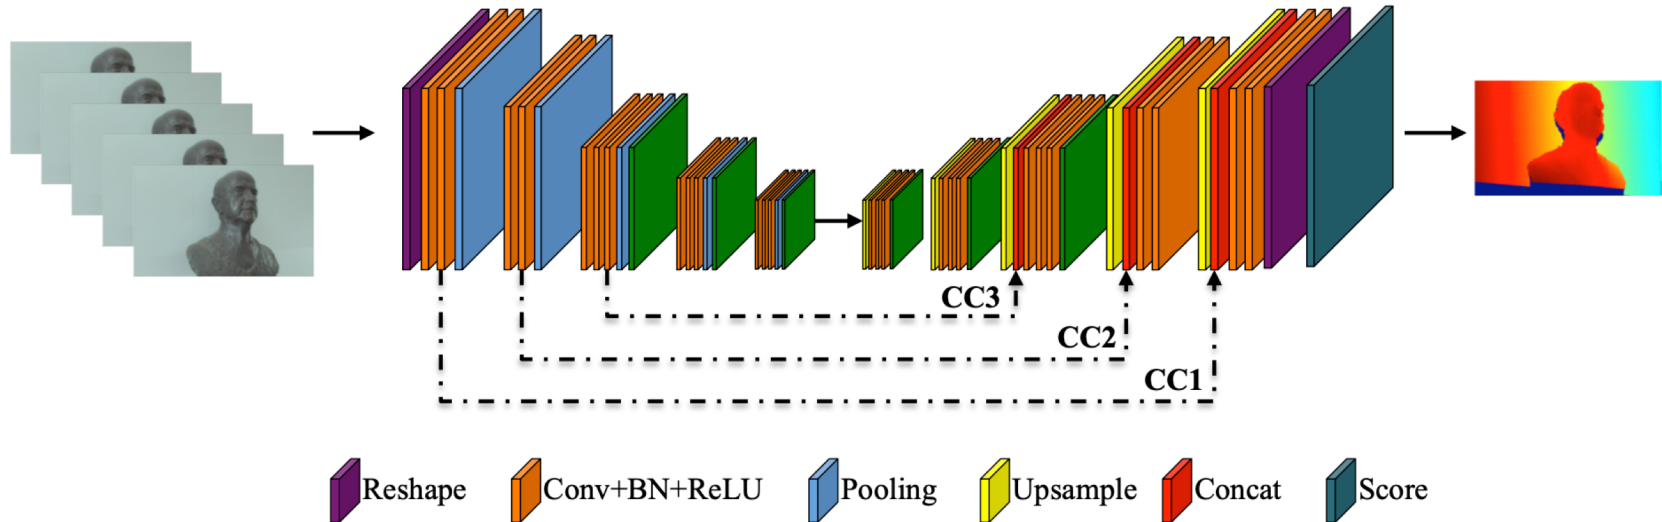 CC3
CC2
CC1
Reshape Conv+BN+ReLU Pooling Upsample Concat Score